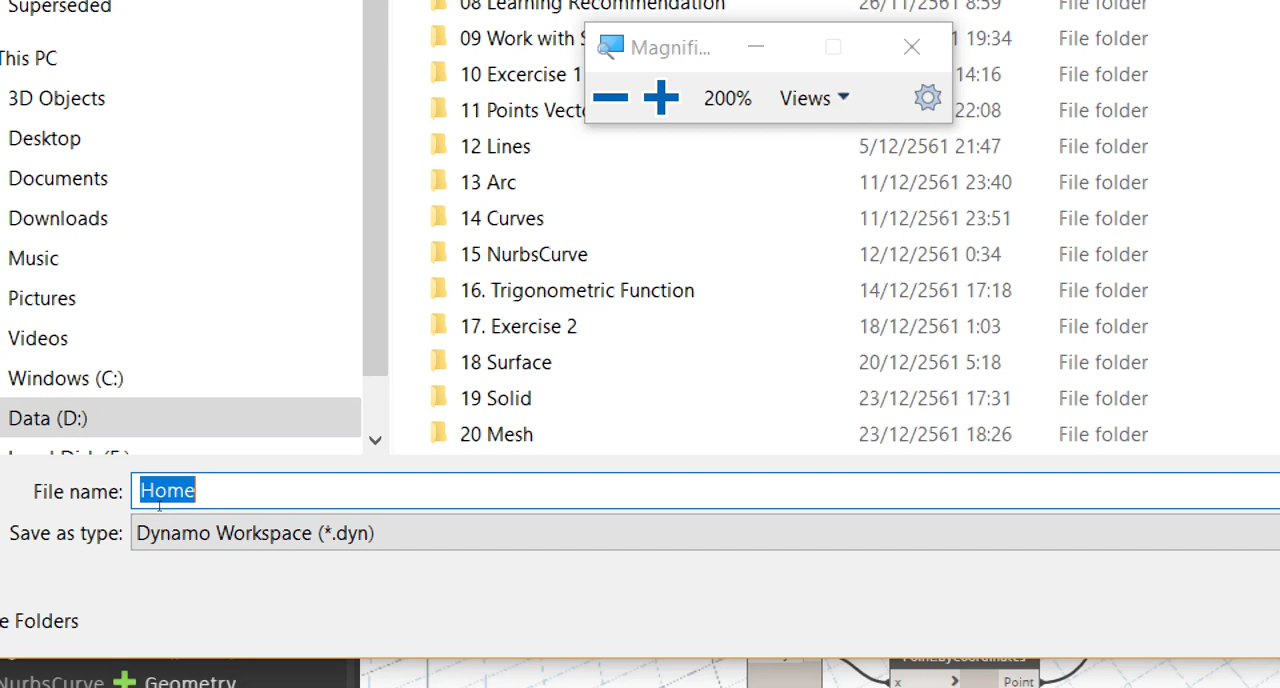 Superseded
This PC
3D Objects
Desktop
Documents
Downloads
Music
Pictures
Videos
Windows (C:)
Data (D:)
08 Learning Recommendation 26/11/2561 8:59 File folder
09 Work with 19:34 File folder
10 Excercise 1 14:16 File folder
11 Points 22:08 File folder
12 Lines 5/12/2561 21:47 File folder
13 Arc 11/12/2561 23:40 File folder
14 Curves 11/12/2561 23:51 File folder
15 NurbsCurve 12/12/2561 0:34 File folder
16. Trigonometric Function 14/12/2561 17:18 File folder
17. Exercise 2 18/12/2561 1:03 File folder
18 Surface 20/12/2561 5:18 File folder
19 Solid 23/12/2561 17:31 File folder
20 Mesh 23/12/2561 18:26 File folder
Magnifi...
200% Views
File name: Home
Save as type: Dynamo Workspace (*.dyn)
e Folders
NurbsCurve Geometry
Point.ByCoordinates
x > Point